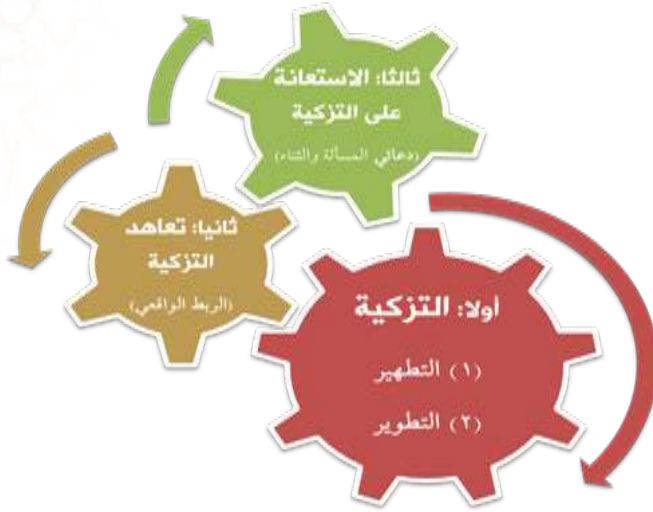 ثالثا: الاستعانة
على التزكية
(دعائي المسألة والثناء)
ثانيا: تعاهد
التزكية
(الربط الواقعي)
أولا: التزكية
(١) التطهير
(٢) التطوير